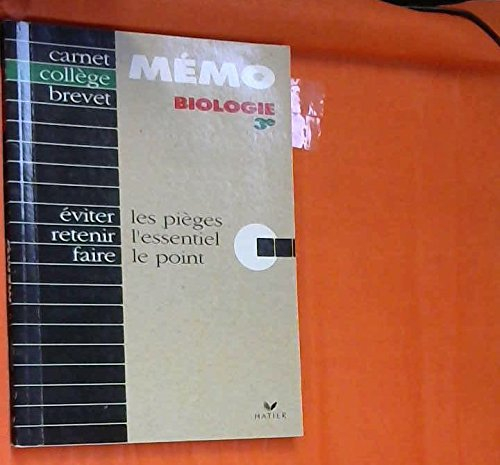 carnet
collège
brevet
MÉMO
BIOLOGIE
3e
éviter les pièges
retenir l'essentiel
faire le point
HATIER